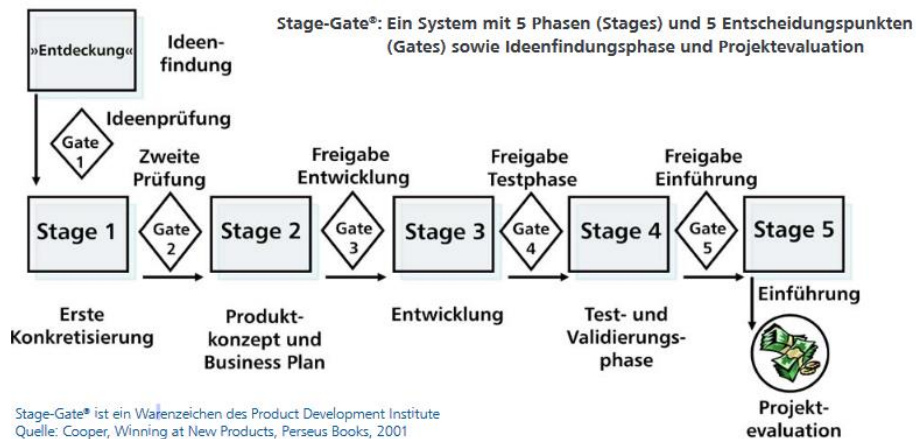 Stage-Gate®: Ein System mit 5 Phasen (Stages) und 5 Entscheidungspunkten
(Gates) sowie Ideenfindungsphase und Projektevaluation
»Entdeckung«
Ideen-
findung
Ideenprüfung
Gate
1
Zweite
Prüfung
Freigabe
Entwicklung
Freigabe
Testphase
Freigabe
Einführung
Stage 1
Gate
2
Stage 2
Gate
3
Stage 3
Gate
4
Stage 4
Gate
5
Stage 5
Erste
Konkretisierung
Produkt-
konzept und
Business Plan
Entwicklung
Test- und
Validierungs-
phase
Einführung
Projekt-
evaluation
Stage-Gate® ist ein Warenzeichen des Product Development Institute
Quelle: Cooper, Winning at New Products, Perseus Books, 2001